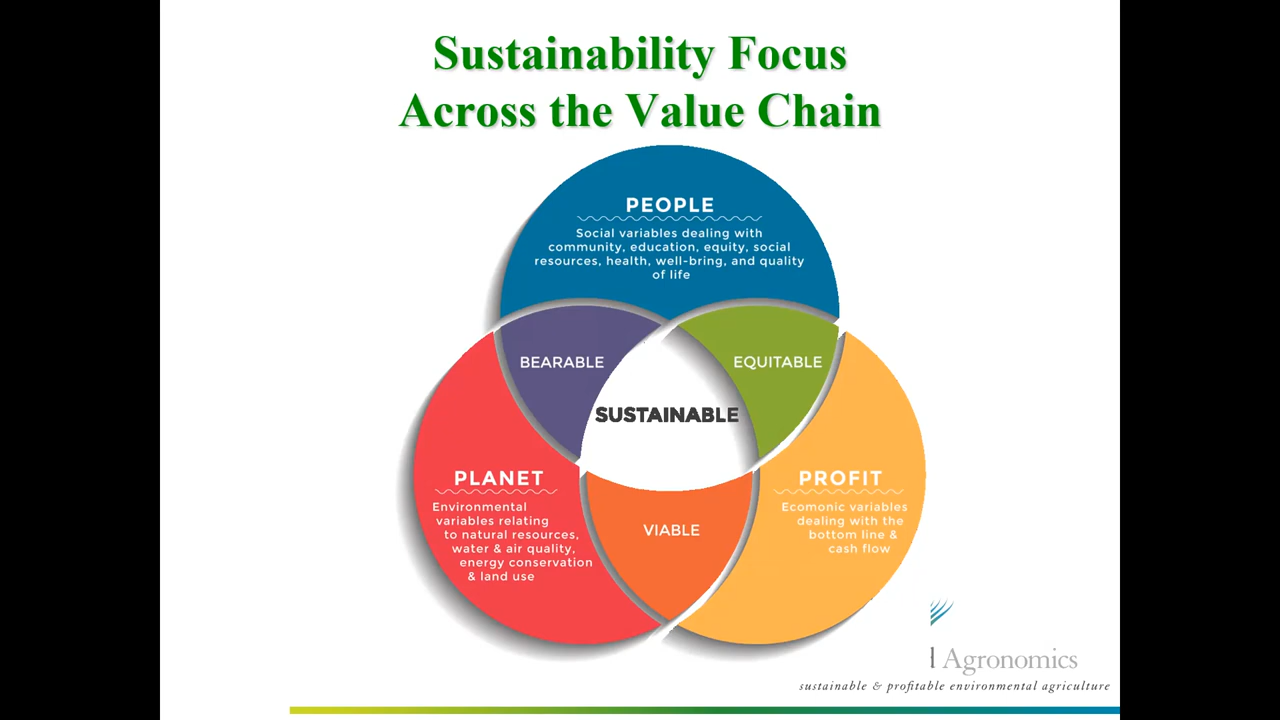 Sustainability Focus
Across the Value Chain
PEOPLE
Social variables dealing with
community, education, equity, social
resources, health, well-bring, and quality
of life
BEARABLE
EQUITABLE
SUSTAINABLE
PLANET
Environmental
variables relating
to natural resources,
water & air quality,
energy conservation
& land use
VIABLE
PROFIT
Ecomonic variables
dealing with the
bottom line &
cash flow
l Agronomics
sustainable & profitable environmental agriculture